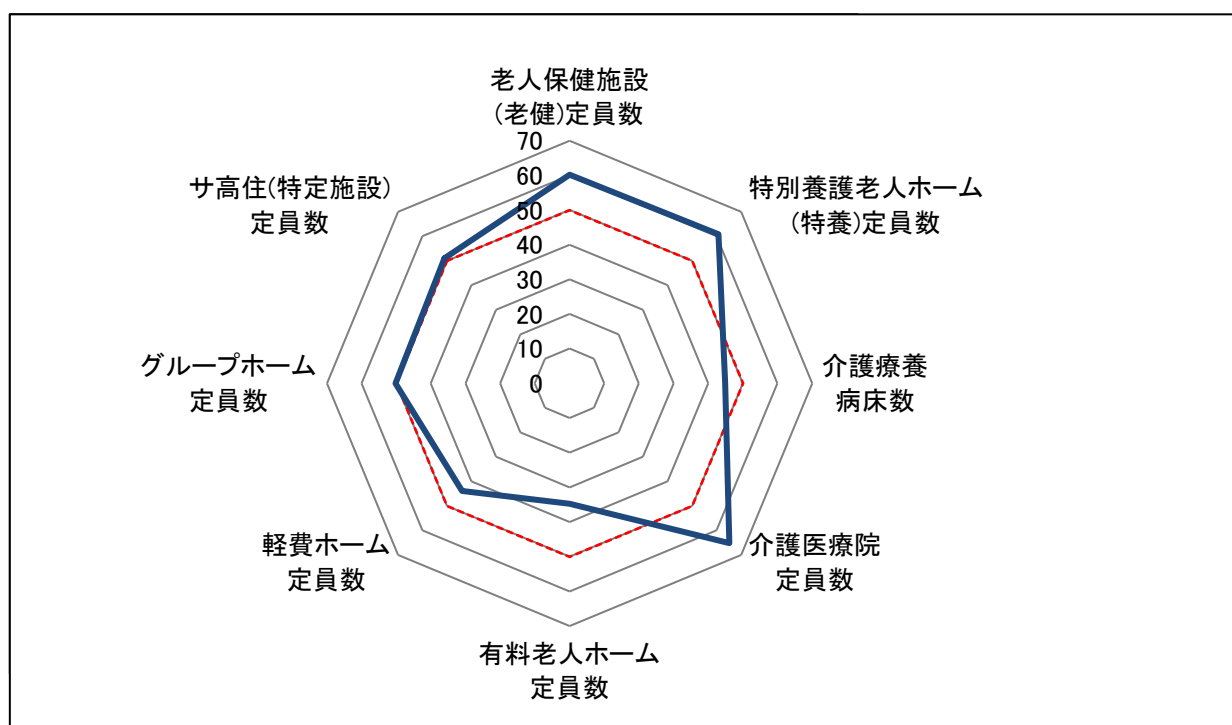 老人保健施設
(老健)定員数
特別養護老人ホーム
(特養)定員数
介護療養
病床数
介護医療院
定員数
有料老人ホーム
定員数
軽費ホーム
定員数
グループホーム
定員数
サ高住(特定施設)
定員数
70
60
50
40
30
20
10
0